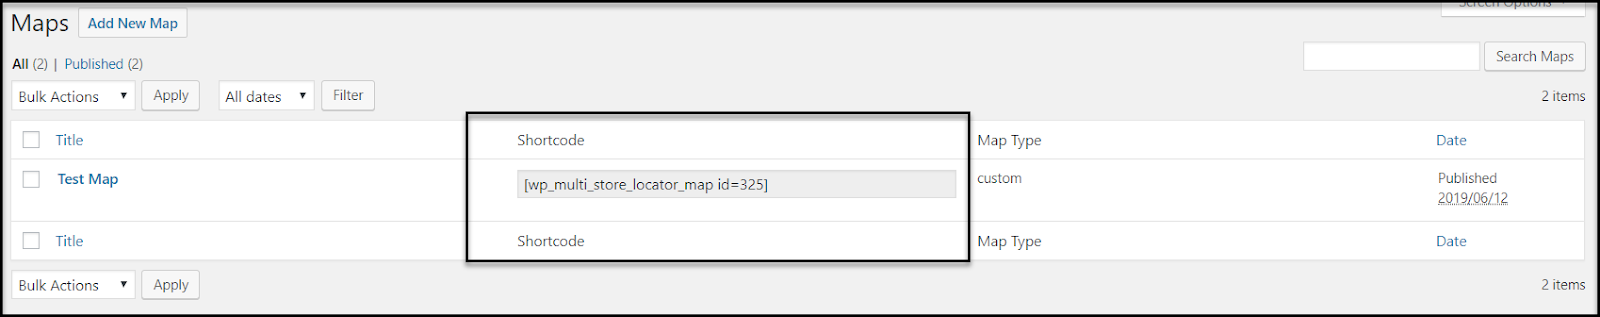 Screen Options
Maps Add New Map
All (2) | Published (2)
Search Maps
Bulk Actions Apply All dates Filter 2 items
Title Shortcode Map Type Date
Test Map [wp_multi_store_locator_map id=325] custom Published
2019/06/12
Title Shortcode Map Type Date
Bulk Actions Apply 2 items